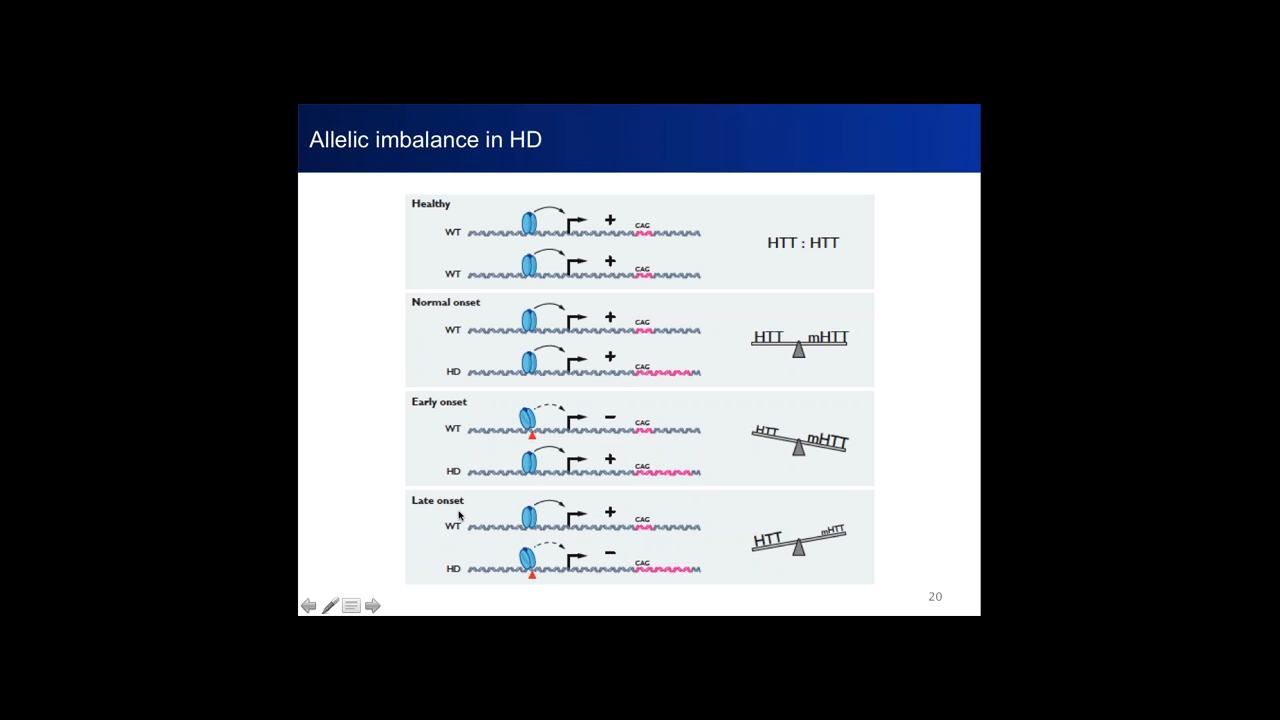 Allelic imbalance in HD
Healthy
WT
+
CAG
WT
+
CAG
HTT : HTT
Normal onset
WT
+
CAG
HD
+
CAG
HTT mHTT
Early onset
WT
−
CAG
HD
+
CAG
HTT mHTT
Late onset
WT
+
CAG
HD
−
CAG
HTT mHTT
20